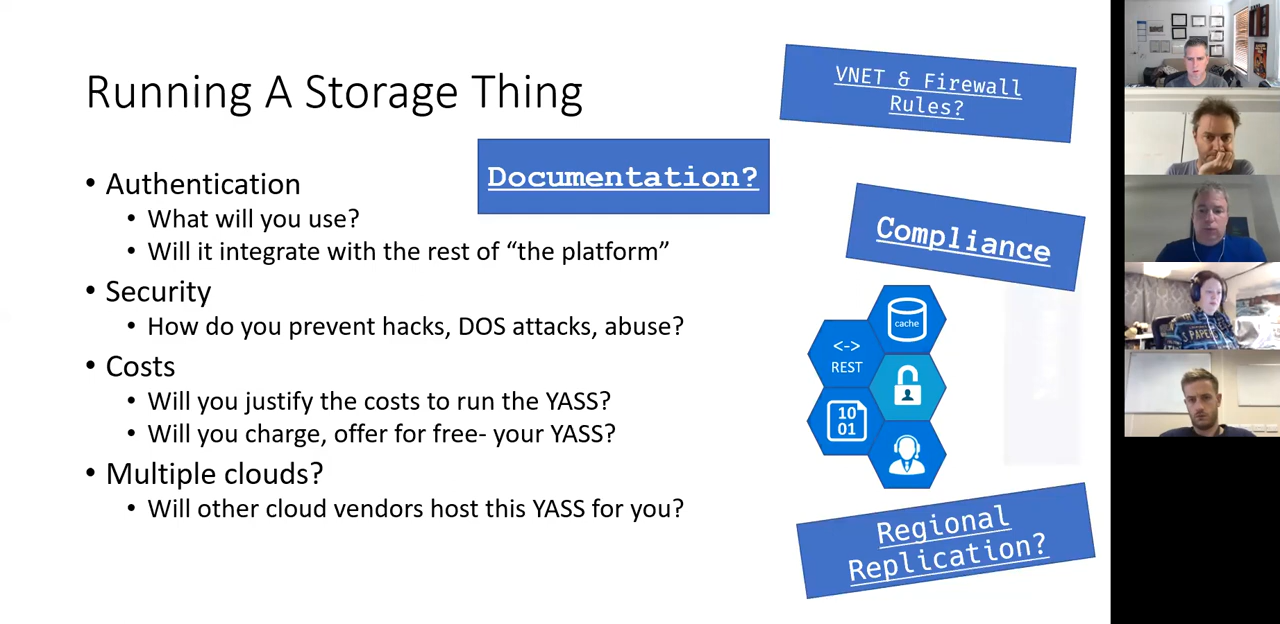 Running A Storage Thing
VNET & Firewall
Rules?
Documentation?
• Authentication
• What will you use?
• Will it integrate with the rest of “the platform”
Compliance
• Security
• How do you prevent hacks, DOS attacks, abuse?
• Costs
• Will you justify the costs to run the YASS?
• Will you charge, offer for free- your YASS?
• Multiple clouds?
• Will other cloud vendors host this YASS for you?
cache
<->
REST
10
01
Regional
Replication?